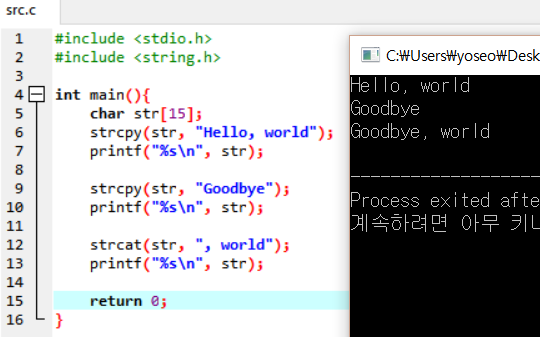 src.c
1 #include <stdio.h>
2 #include <string.h>
3
4 int main(){
5 char str[15];
6 strcpy(str, "Hello, world");
7 printf("%s\n", str);
8
9 strcpy(str, "Goodbye");
10 printf("%s\n", str);
11
12 strcat(str, ", world");
13 printf("%s\n", str);
14
15 return 0;
16 }
C:₩Users₩yoseo₩Desk
Hello, world
Goodbye
Goodbye, world
--------------------
Process exited afte
계속하려면 아무 키